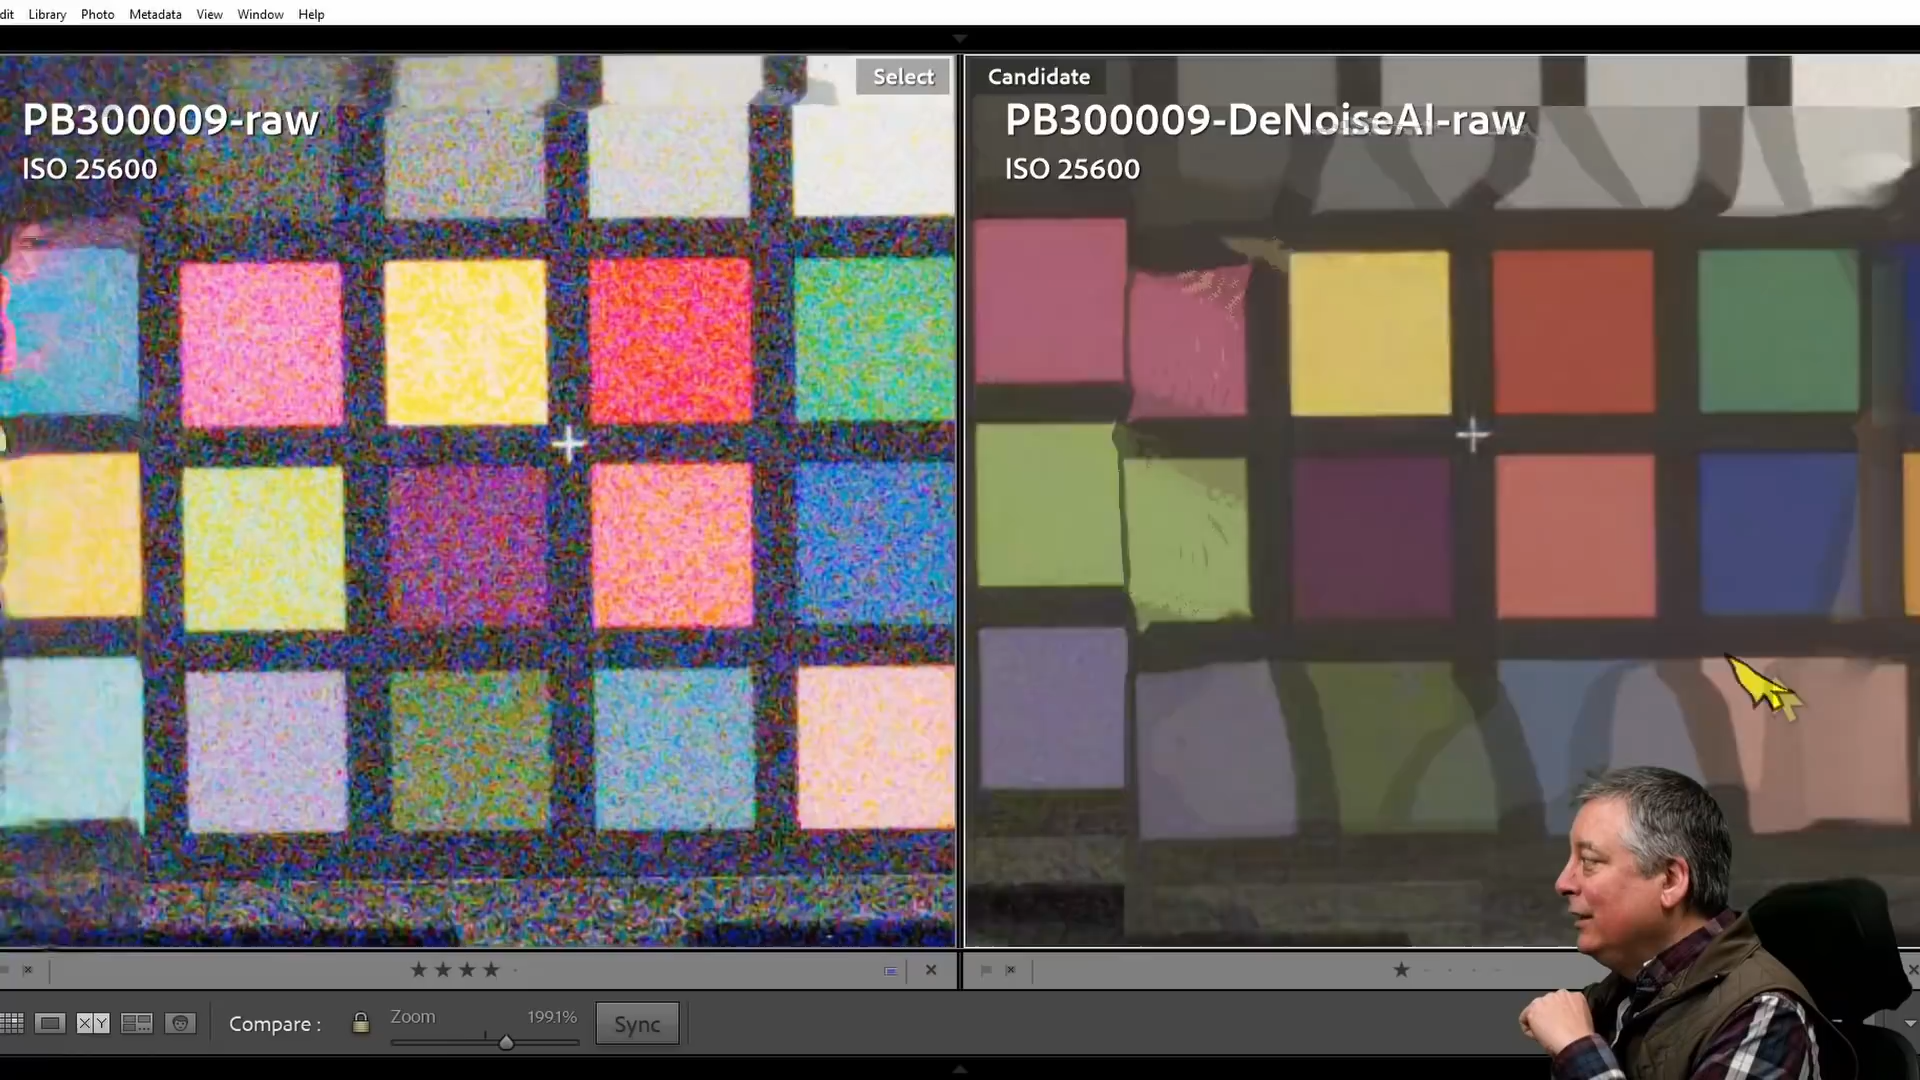 dit Library Photo Metadata View Window Help
Select
PB300009-raw
ISO 25600
Candidate
PB300009-DeNoiseAI-raw
ISO 25600
XY
Compare :
Zoom
199.1%
Sync